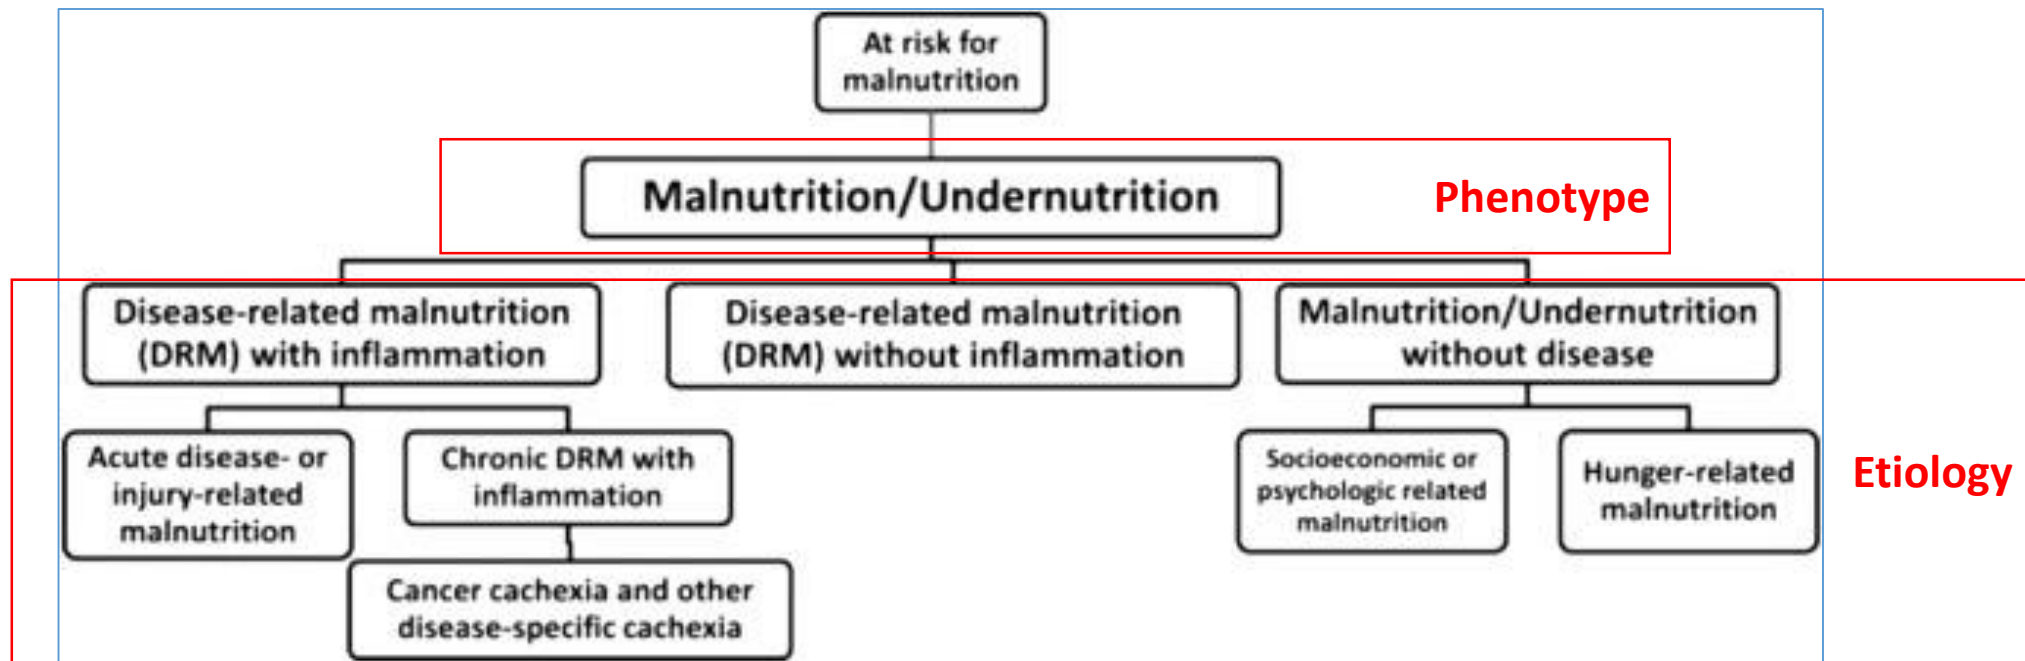 At risk for
malnutrition
Malnutrition/Undernutrition
Phenotype
Disease-related malnutrition
(DRM) with inflammation
Disease-related malnutrition
(DRM) without inflammation
Malnutrition/Undernutrition
without disease
Acute disease- or
injury-related
malnutrition
Chronic DRM with
inflammation
Socioeconomic or
psychologic related
malnutrition
Hunger-related
malnutrition
Etiology
Cancer cachexia and other
disease-specific cachexia